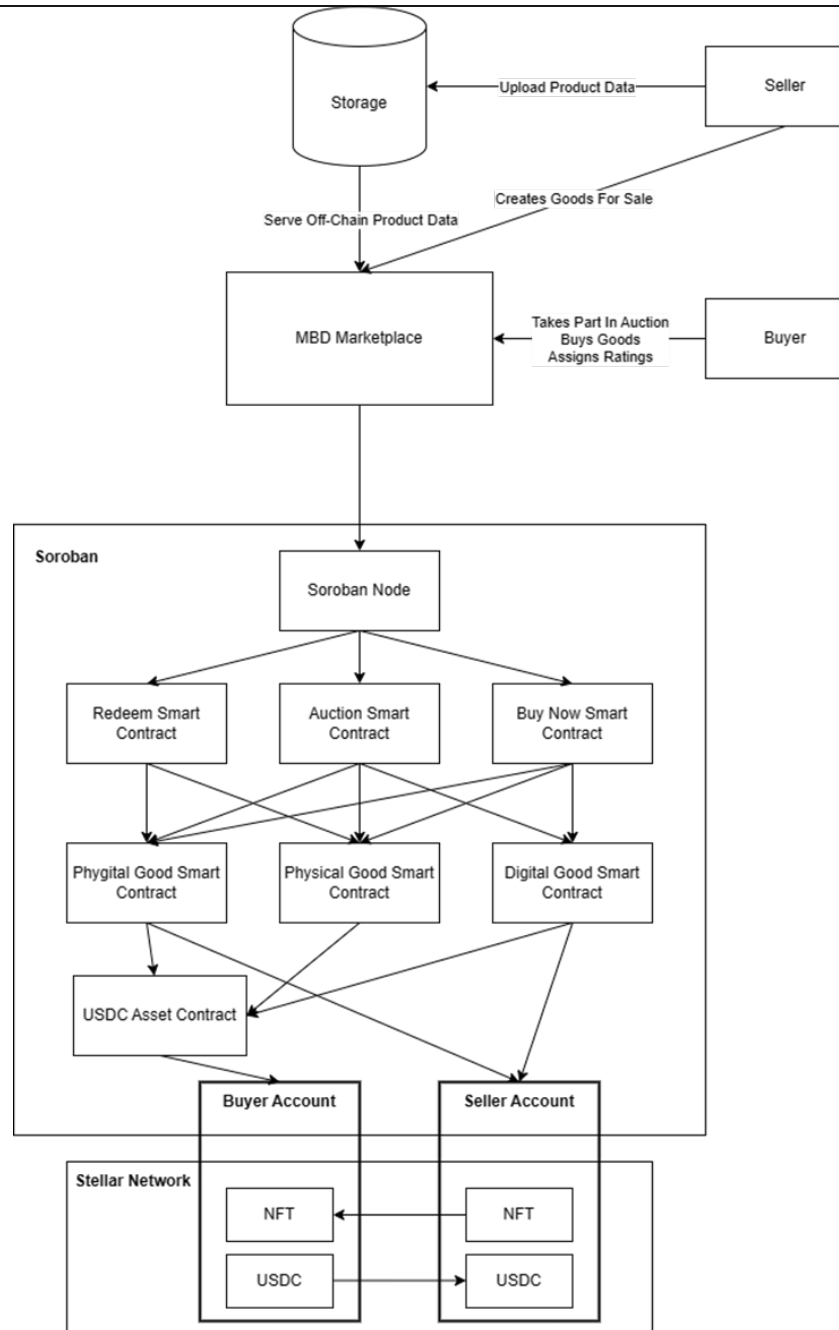 Storage
Upload Product Data
Seller
Creates Goods For Sale
Serve Off-Chain Product Data
MBD Marketplace
Takes Part In Auction
Buys Goods
Assigns Ratings
Buyer
Soroban
Soroban Node
Redeem Smart
Contract
Auction Smart
Contract
Buy Now Smart
Contract
Phygital Good Smart
Contract
Physical Good Smart
Contract
Digital Good Smart
Contract
USDC Asset Contract
Buyer Account
Seller Account
Stellar Network
NFT
NFT
USDC
USDC